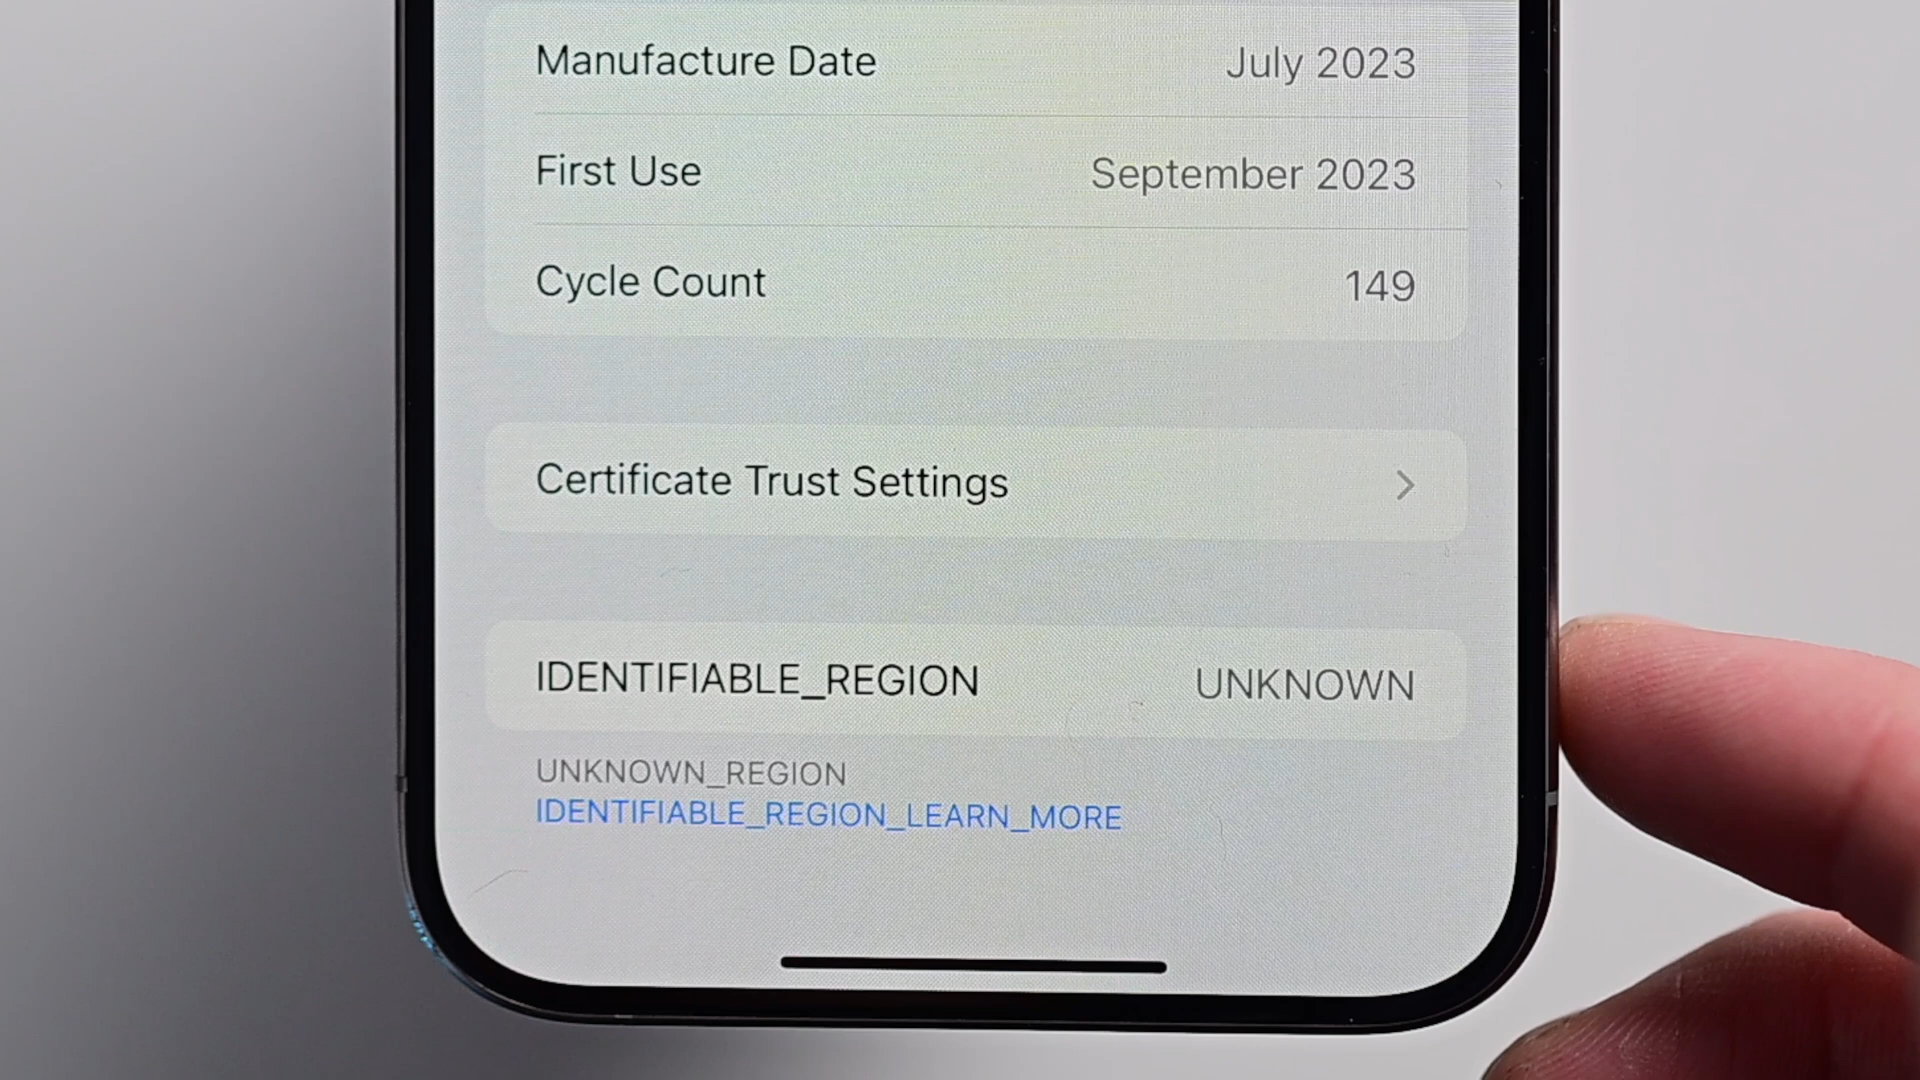 Manufacture Date July 2023
First Use September 2023
Cycle Count 149
Certificate Trust Settings
IDENTIFIABLE_REGION UNKNOWN
UNKNOWN_REGION
IDENTIFIABLE_REGION_LEARN_MORE